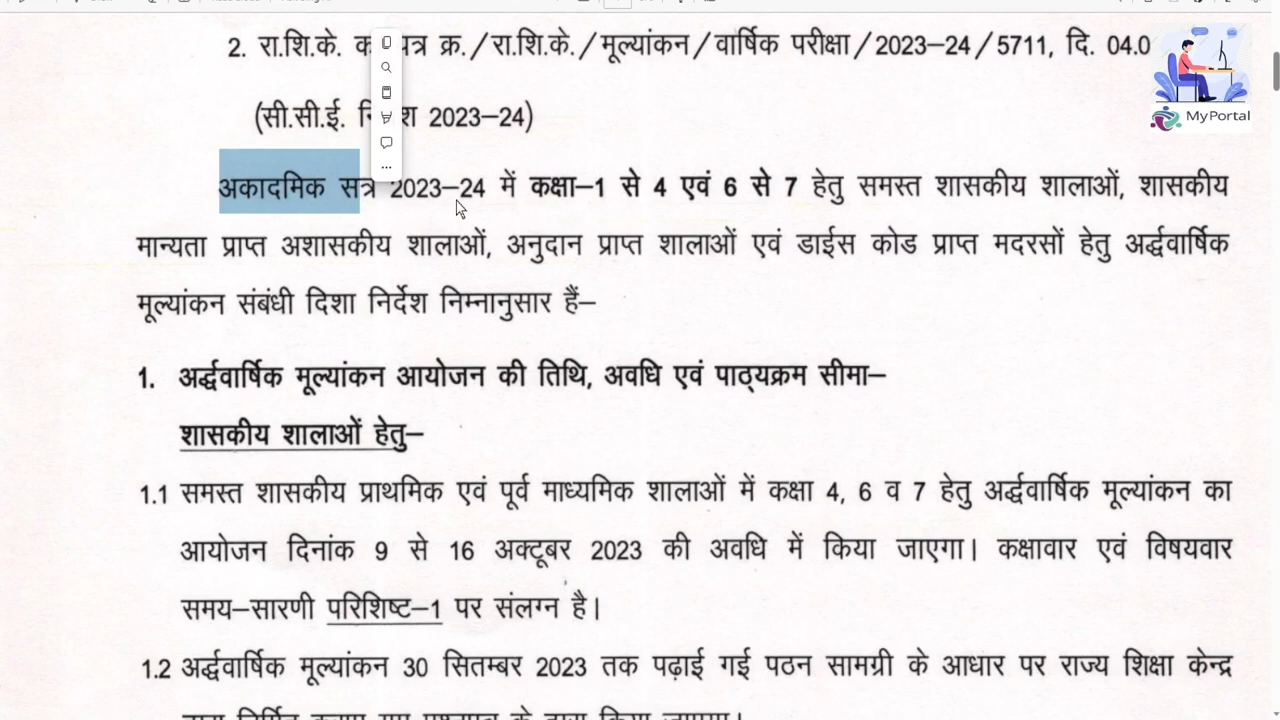 2. रा.शि.के. पत्र क्र./रा.शि.के./मूल्यांकन/वार्षिक परीक्षा/2023–24/5711, दि. 04.0
MyPortal
(सी.सी.ई. 2023–24)
अकादमिक सत्र 2023–24 में कक्षा–1 से 4 एवं 6 से 7 हेतु समस्त शासकीय शालाओं, शासकीय
मान्यता प्राप्त अशासकीय शालाओं, अनुदान प्राप्त शालाओं एवं डाईस कोड प्राप्त मदरसों हेतु अर्द्धवार्षिक
मूल्यांकन संबंधी दिशा निर्देश निम्नानुसार हैं–
1. अर्द्धवार्षिक मूल्यांकन आयोजन की तिथि, अवधि एवं पाठ्यक्रम सीमा–
शासकीय शालाओं हेतु–
1.1 समस्त शासकीय प्राथमिक एवं पूर्व माध्यमिक शालाओं में कक्षा 4, 6 व 7 हेतु अर्द्धवार्षिक मूल्यांकन का
आयोजन दिनांक 9 से 16 अक्टूबर 2023 की अवधि में किया जाएगा। कक्षावार एवं विषयवार
समय–सारणी परिशिष्ट–1 पर संलग्न है।
1.2 अर्द्धवार्षिक मूल्यांकन 30 सितम्बर 2023 तक पढ़ाई गई पठन सामग्री के आधार पर राज्य शिक्षा केन्द्र